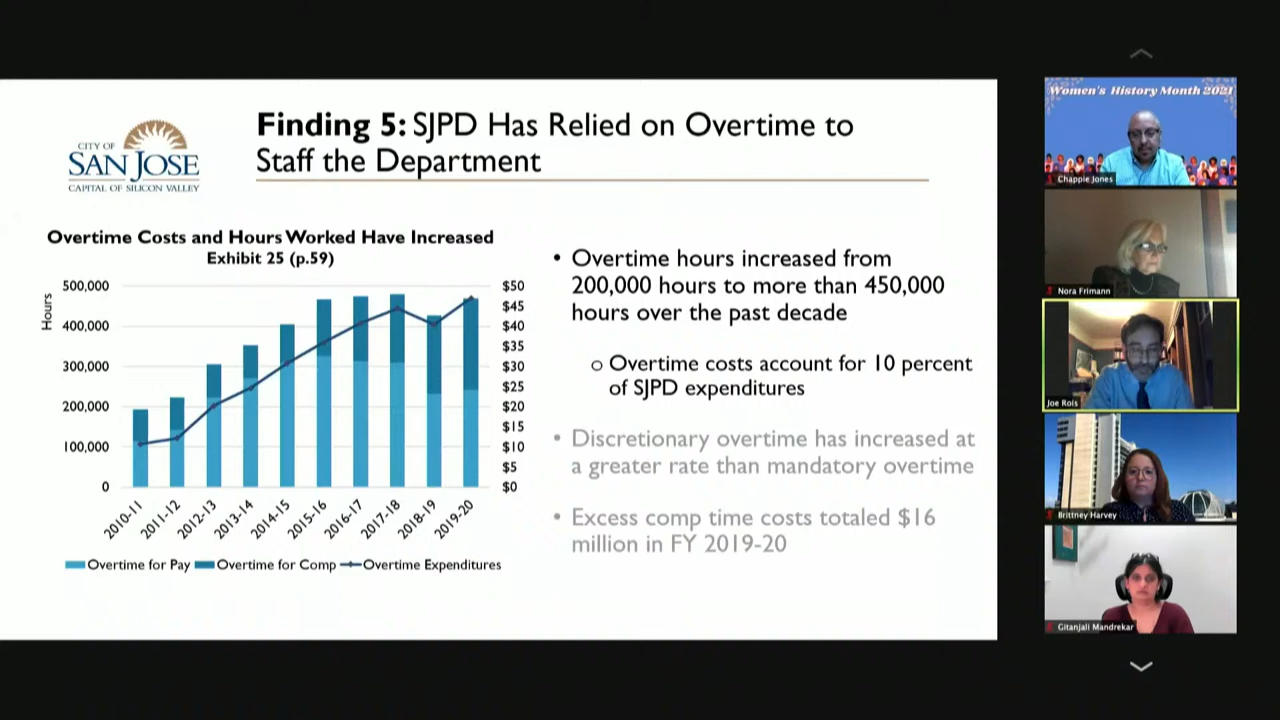 CITY OF
SAN JOSE
CAPITAL OF SILICON VALLEY
Finding 5: SJPD Has Relied on Overtime to
Staff the Department
Overtime Costs and Hours Worked Have Increased
Exhibit 25 (p.59)
Hours
500,000
400,000
300,000
200,000
100,000
0
$50
$45
$40
$35
$30
$25
$20
$15
$10
$5
$0
2010-11
2011-12
2012-13
2013-14
2014-15
2015-16
2016-17
2017-18
2018-19
2019-20
Overtime for Pay Overtime for Comp Overtime Expenditures
• Overtime hours increased from
200,000 hours to more than 450,000
hours over the past decade
o Overtime costs account for 10 percent
of SJPD expenditures
• Discretionary overtime has increased at
a greater rate than mandatory overtime
• Excess comp time costs totaled $16
million in FY 2019-20
Women's History Month 2021
Chappie Jones
Nora Frimann
Joe Rois
Brittney Harvey
Gitanjali Mandrekar